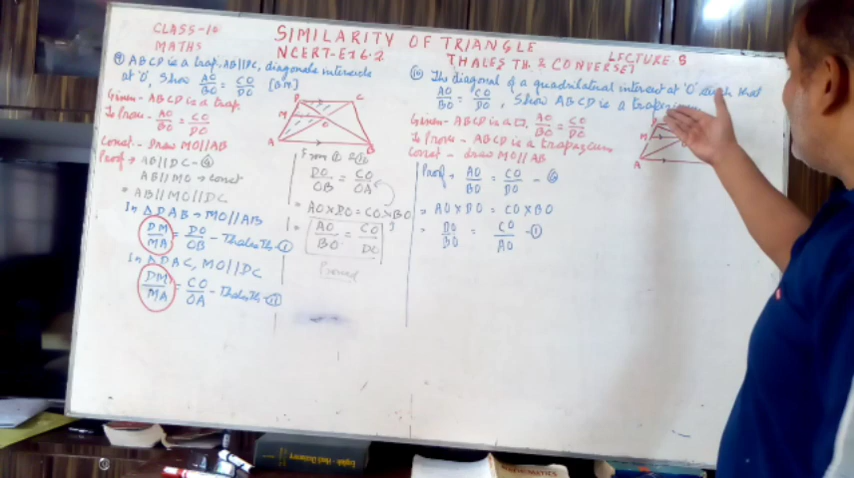 CLASS-10
MATHS
SIMILARITY OF TRIANGLE
NCERT-EX 6.2
LECTURE-8
THALES TH. & CONVERSE
⑨ ABCD is a trap, AB||DC, diagonals intersects
at 'O', Show AO/BO = CO/DO
Given - ABCD is a trap.
To Prove - AO/BO = CO/DO
Const - Draw MO||AB
Proof → AB||DC
AB||MO → const
= AB||MO||DC
In ΔDAB → MO||AB
DM/MA = DO/OB - Thales Th - ①
In ΔDAC, MO||DC
DM/MA = CO/OA - Thales Th - ②
D C
M O
A B
From ① & ②
DO/OB = CO/OA
= AO×DO = CO×BO
= AO/BO = CO/DO
Proved
⑩ The diagonal of a quadrilateral intersect at 'O' such that
AO/BO = CO/DO, Show ABCD is a trapezium
Given - ABCD is a AO/BO = CO/DO
To Prove - ABCD is a trapezium
Const - draw MO||AB
Proof → AO/BO = CO/DO
= AO×DO = CO×BO
= DO/BO = CO/AO - ①
M
A
English - Hindi Dictionary
MATHEMATICS